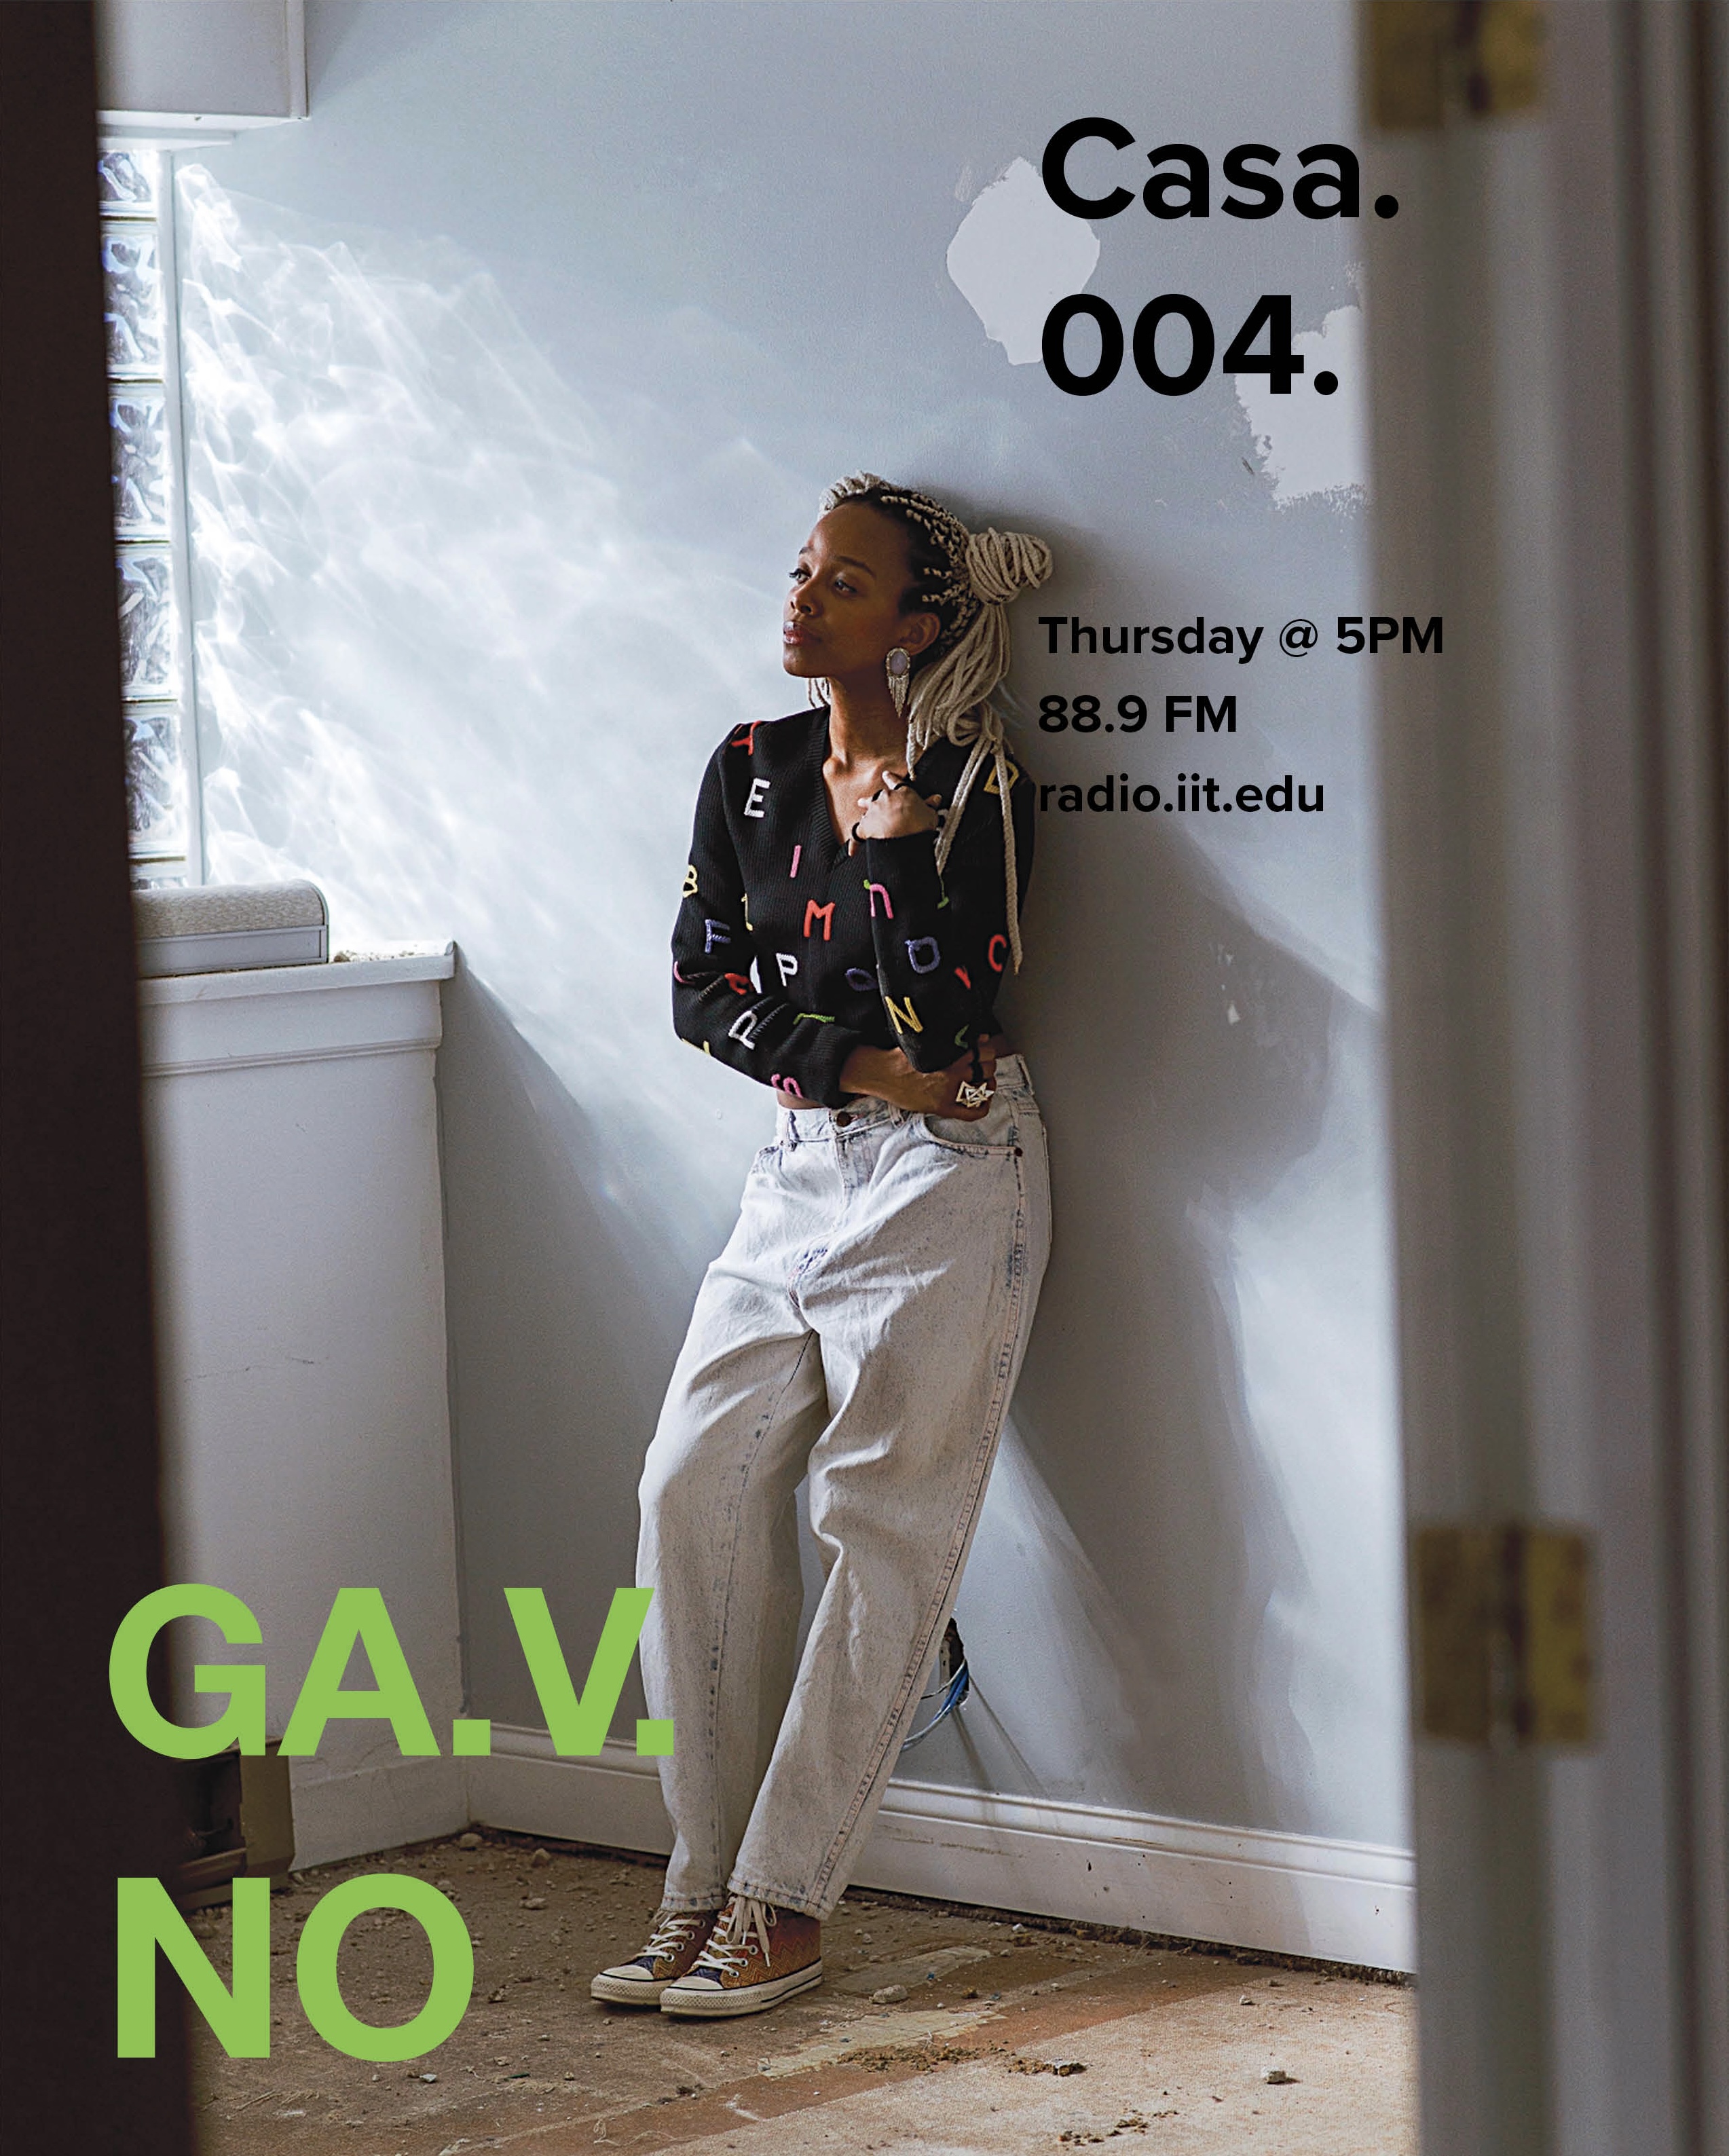 Casa.
004.
Thursday @ 5PM
88.9 FM
radio.iit.edu
GA.V.
NO